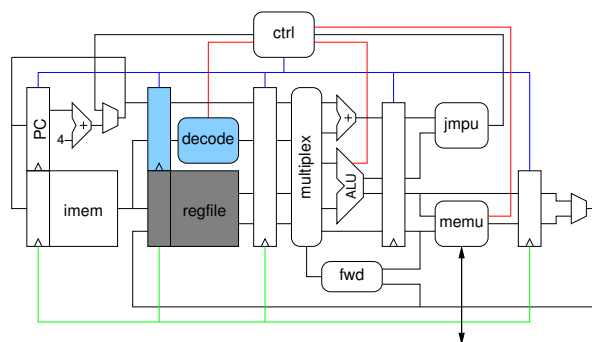 ctrl
PC
4
+
decode
multiplex
+
ALU
jmpu
imem
regfile
memu
fwd